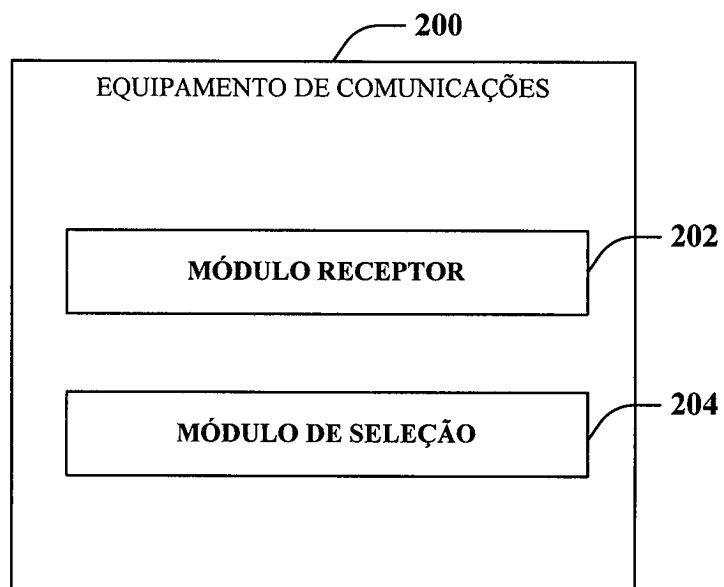 200
EQUIPAMENTO DE COMUNICAÇÕES
202
MÓDULO RECEPTOR
204
MÓDULO DE SELEÇÃO